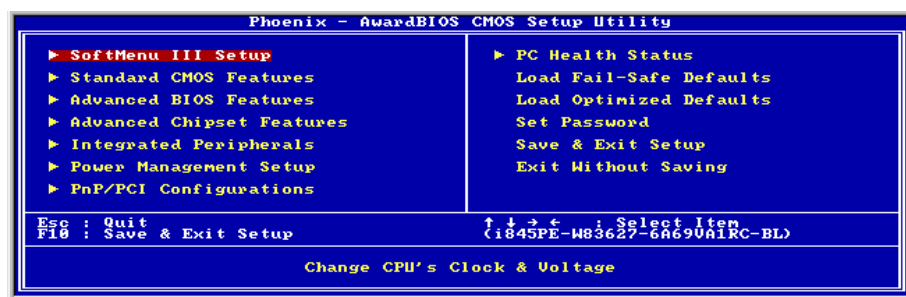 Phoenix - AwardBIOS CMOS Setup Utility
► SoftMenu III Setup
► Standard CMOS Features
► Advanced BIOS Features
► Advanced Chipset Features
► Integrated Peripherals
► Power Management Setup
► PnP/PCI Configurations
► PC Health Status
Load Fail-Safe Defaults
Load Optimized Defaults
Set Password
Save & Exit Setup
Exit Without Saving
Esc : Quit
F10 : Save & Exit Setup
↑ ↓ → ← : Select Item
(i845PE-W83627-6A69VA1RC-BL)
Change CPU's Clock & Voltage